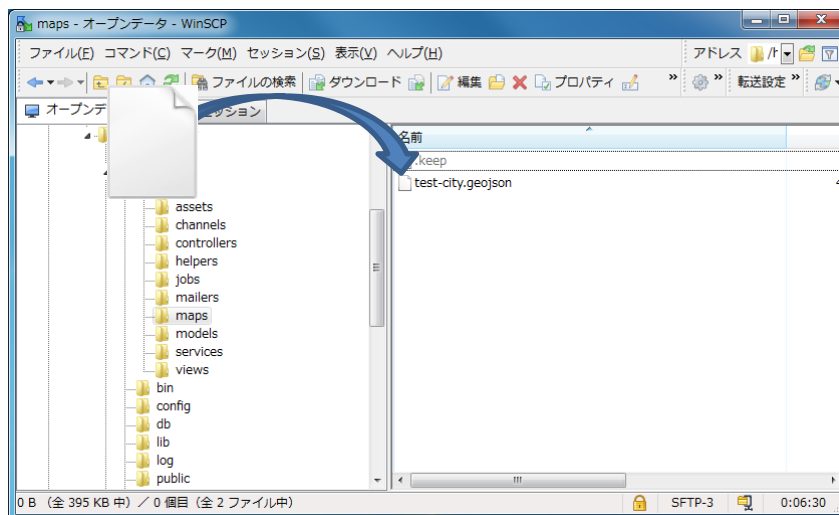 maps - オープンデータ - WinSCP
ファイル(F) コマンド(C) マーク(M) セッション(S) 表示(V) ヘルプ(H) アドレス
ファイルの検索 ダウンロード 編集 プロパティ » » 転送設定 »
オープンデ セッション
名前
.keep
test-city.geojson
assets
channels
controllers
helpers
jobs
mailers
maps
models
services
views
bin
config
db
lib
log
public
0 B (全 395 KB 中) / 0 個目 (全 2 ファイル中) SFTP-3 0:06:30